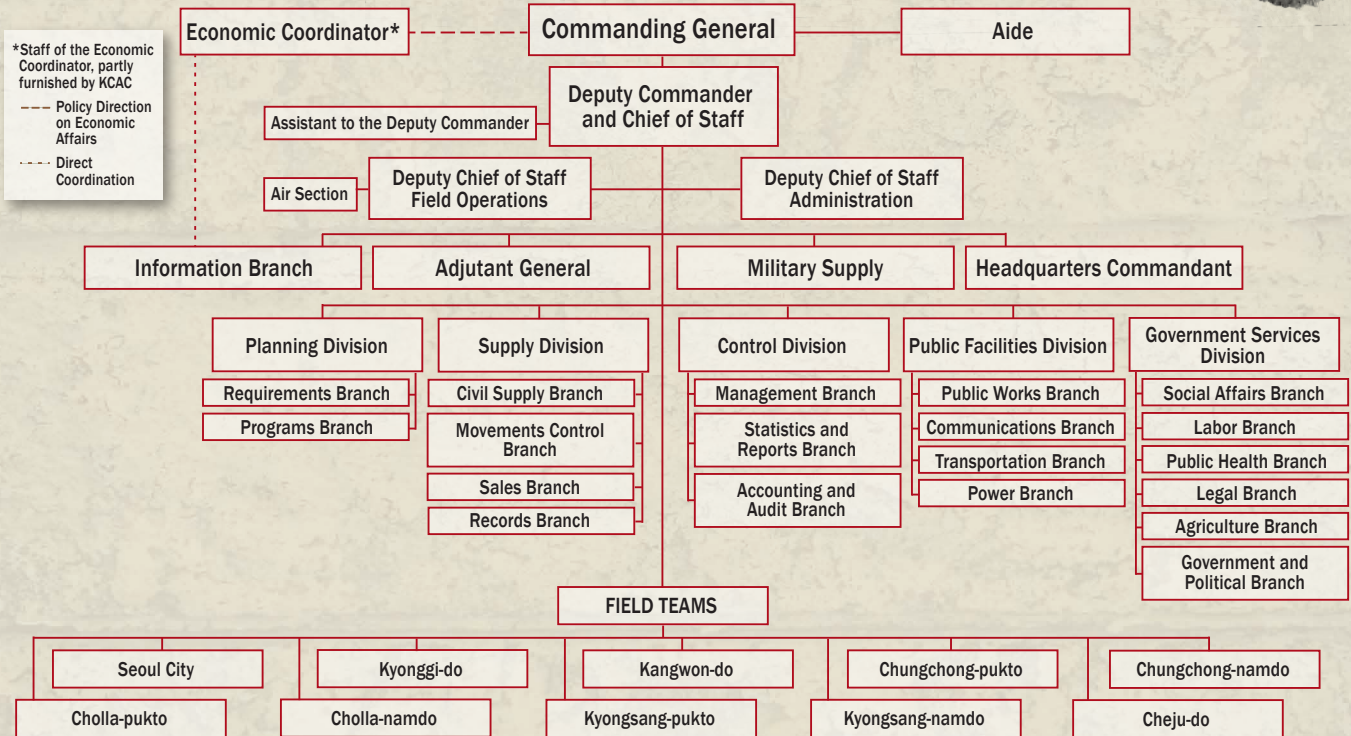 Economic Coordinator*
Commanding General
Aide
*Staff of the Economic
Coordinator, partly
furnished by KCAC
Policy Direction
on Economic
Affairs
Direct
Coordination
Deputy Commander
and Chief of Staff
Assistant to the Deputy Commander
Air Section
Deputy Chief of Staff
Field Operations
Deputy Chief of Staff
Administration
Information Branch
Adjutant General
Military Supply
Headquarters Commandant
Planning Division
Requirements Branch
Programs Branch
Supply Division
Civil Supply Branch
Movements Control
Branch
Sales Branch
Records Branch
Control Division
Management Branch
Statistics and
Reports Branch
Accounting and
Audit Branch
Public Facilities Division
Public Works Branch
Communications Branch
Transportation Branch
Power Branch
Government Services
Division
Social Affairs Branch
Labor Branch
Public Health Branch
Legal Branch
Agriculture Branch
Government and
Political Branch
FIELD TEAMS
Seoul City
Kyonggi-do
Kangwon-do
Chungchong-pukto
Chungchong-namdo
Cholla-pukto
Cholla-namdo
Kyongsang-pukto
Kyongsang-namdo
Cheju-do